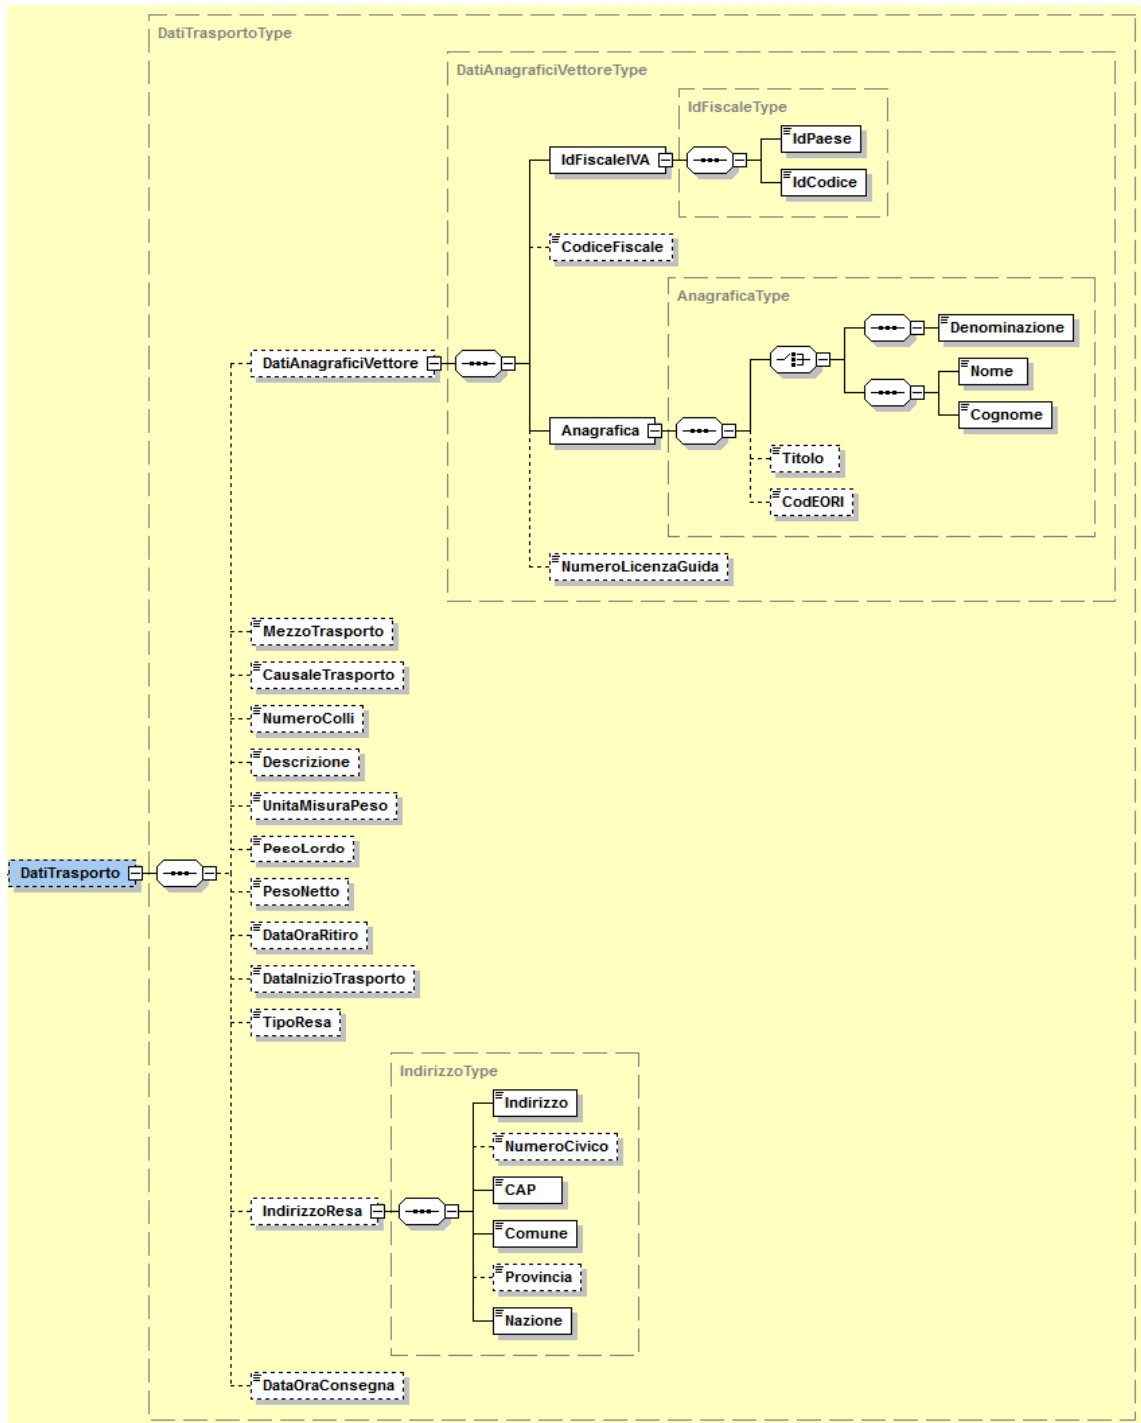 DatiTrasportoType
DatiAnagraficiVettoreType
IdFiscaleType
IdPaese
IdFiscaleIVA
IdCodice
CodiceFiscale
AnagraficaType
Denominazione
DatiAnagraficiVettore
Nome
Cognome
Anagrafica
Titolo
CodEORI
NumeroLicenzaGuida
MezzoTrasporto
CausaleTrasporto
NumeroColli
Descrizione
UnitaMisuraPeso
PesoLordo
DatiTrasporto
PesoNetto
DataOraRitiro
DataInizioTrasporto
TipoResa
IndirizzoType
Indirizzo
NumeroCivico
CAP
IndirizzoResa
Comune
Provincia
Nazione
DataOraConsegna